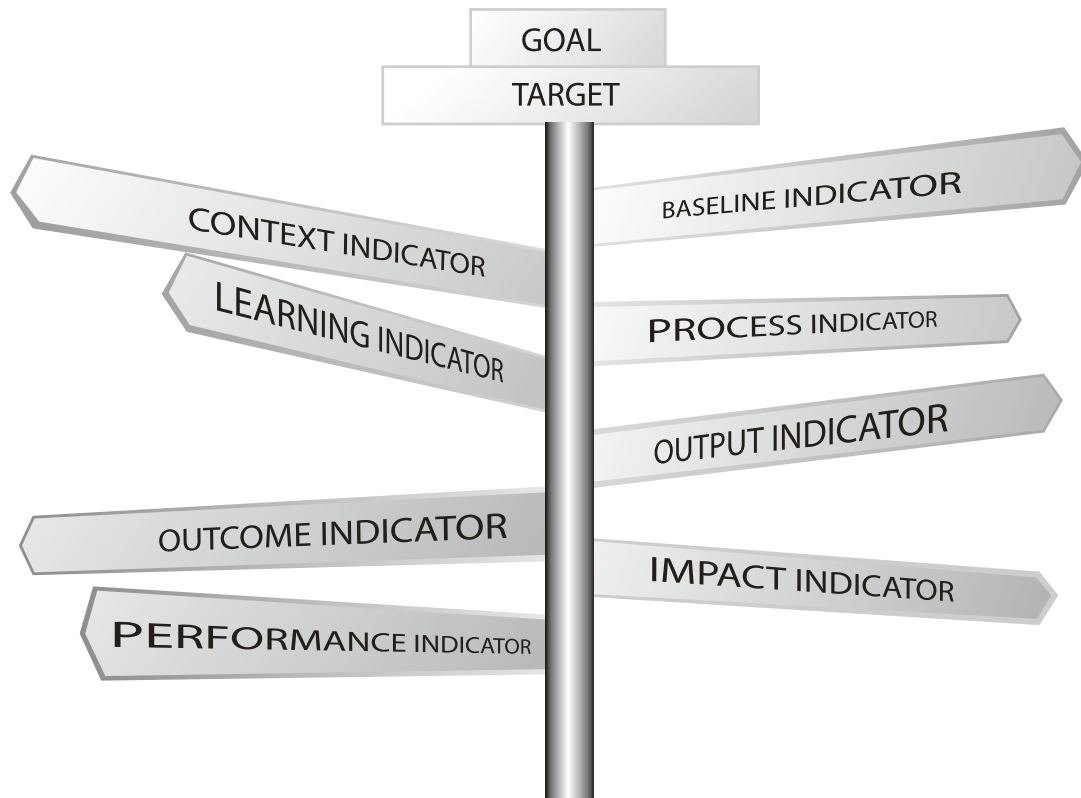 GOAL
TARGET
BASELINE INDICATOR
CONTEXT INDICATOR
LEARNING INDICATOR
PROCESS INDICATOR
OUTPUT INDICATOR
OUTCOME INDICATOR
IMPACT INDICATOR
PERFORMANCE INDICATOR